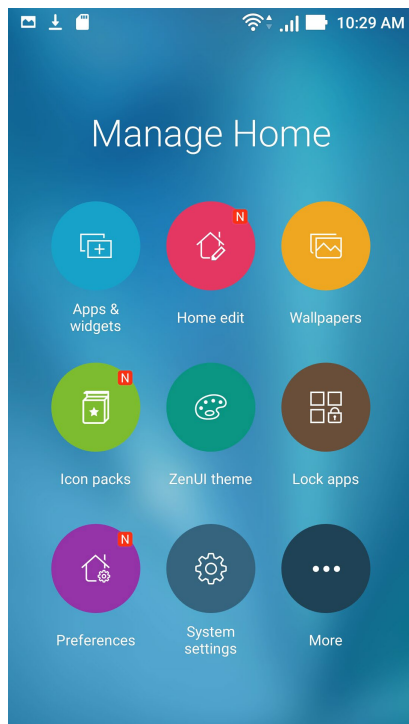 10:29 AM
Manage Home
N
Apps &
widgets
Home edit
Wallpapers
N
Icon packs
ZenUI theme
Lock apps
N
Preferences
System
settings
More